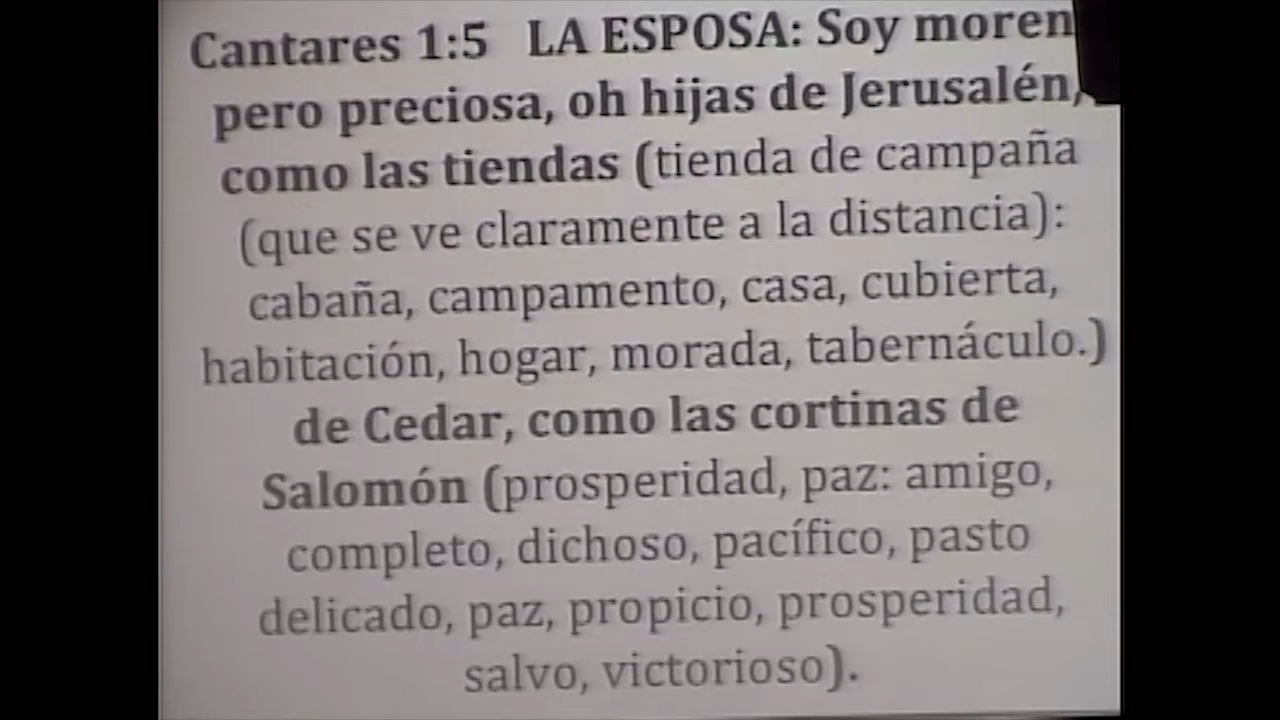 Cantares 1:5 LA ESPOSA: Soy moren
pero preciosa, oh hijas de Jerusalén,
como las tiendas (tienda de campaña
(que se ve claramente a la distancia):
cabaña, campamento, casa, cubierta,
habitación, hogar, morada, tabernáculo.)
de Cedar, como las cortinas de
Salomón (prosperidad, paz: amigo,
completo, dichoso, pacífico, pasto
delicado, paz, propicio, prosperidad,
salvo, victorioso).